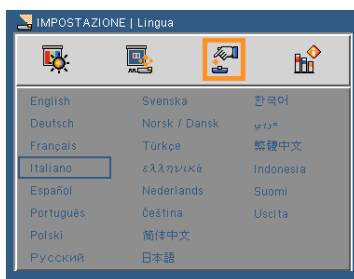 IMPOSTAZIONE | Lingua
English Svenska 한국어
Deutsch Norsk / Dansk
Français Türkçe 繁體中文
Italiano ελληνικά Indonesia
Español Nederlands Suomi
Português Čeština Uscita
Polski 简体中文
Русский 日本語